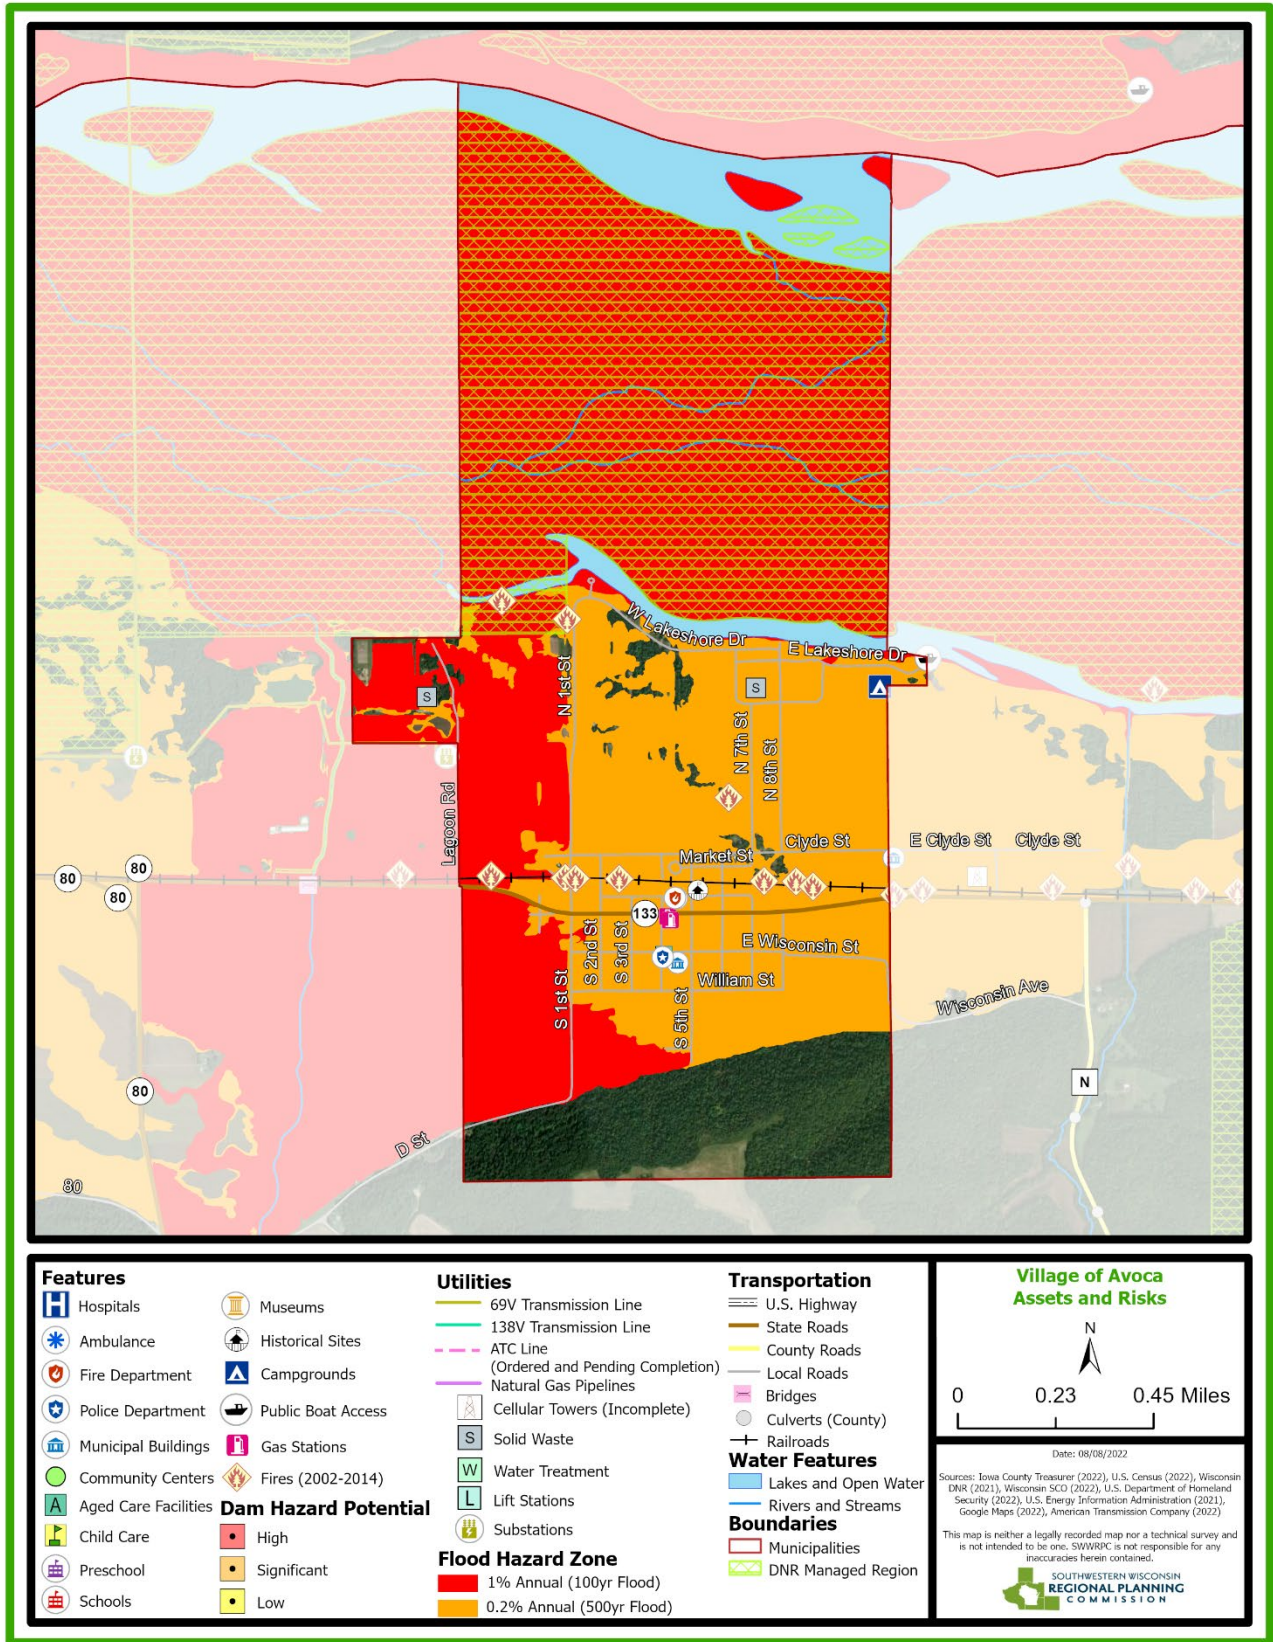 W Lakeshore Dr
E Lakeshore Dr
S
S
N 1st St
N 7th St
N 8th St
Lagoon Rd
Clyde St
E Clyde St
Clyde St
Market St
80
80
80
133
S 2nd St
S 3rd St
E Wisconsin St
William St
S 1st St
S 5th St
Wisconsin Ave
80
N
D St
80
Features
Hospitals
Ambulance
Fire Department
Police Department
Municipal Buildings
Community Centers
A Aged Care Facilities
Child Care
Preschool
Schools
Museums
Historical Sites
Campgrounds
Public Boat Access
Gas Stations
Fires (2002-2014)
Dam Hazard Potential
High
Significant
Low
Utilities
69V Transmission Line
138V Transmission Line
ATC Line
(Ordered and Pending Completion)
Natural Gas Pipelines
Cellular Towers (Incomplete)
S Solid Waste
W Water Treatment
L Lift Stations
Substations
Flood Hazard Zone
1% Annual (100yr Flood)
0.2% Annual (500yr Flood)
Transportation
U.S. Highway
State Roads
County Roads
Local Roads
Bridges
Culverts (County)
Railroads
Water Features
Lakes and Open Water
Rivers and Streams
Boundaries
Municipalities
DNR Managed Region
Village of Avoca
Assets and Risks
N
0 0.23 0.45 Miles
Date: 08/08/2022
Sources: Iowa County Treasurer (2022), U.S. Census (2022), Wisconsin
DNR (2021), Wisconsin SCO (2022), U.S. Department of Homeland
Security (2022), U.S. Energy Information Administration (2021),
Google Maps (2022), American Transmission Company (2022)
This map is neither a legally recorded map nor a technical survey and
is not intended to be one. SWWRPC is not responsible for any
inaccuracies herein contained.
SOUTHWESTERN WISCONSIN
REGIONAL PLANNING
COMMISSION